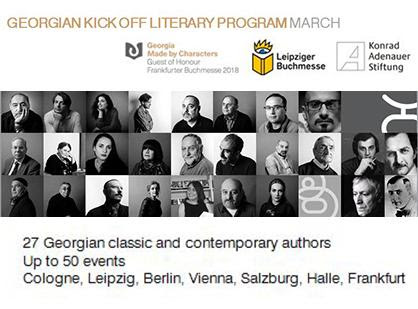 GEORGIAN KICK OFF LITERARY PROGRAM MARCH
Georgia
Made by Characters
Guest of Honour
Frankfurter Buchmesse 2018
Leipziger
Buchmesse
Konrad
Adenauer
Stiftung
27 Georgian classic and contemporary authors
Up to 50 events
Cologne, Leipzig, Berlin, Vienna, Salzburg, Halle, Frankfurt